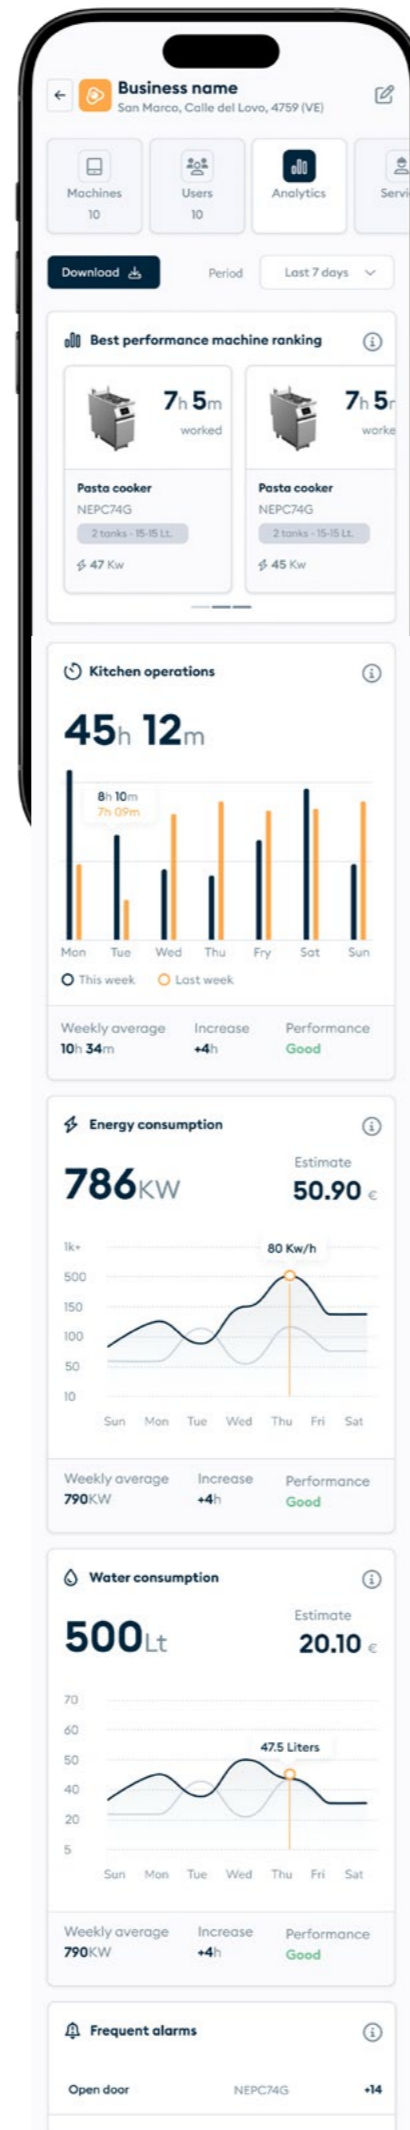 Business name
San Marco, Calle del Lovo, 4759 (VE)
Machines
10
Users
10
Analytics
Servi
Download
Period
Last 7 days
Best performance machine ranking
7h 5m
worked
Pasta cooker
NEPC74G
2 tanks - 15-15 Lt.
47 Kw
7h 5
worke
Pasta cooker
NEPC74G
2 tanks - 15-15 Lt.
45 Kw
Kitchen operations
45h 12m
8h 10m
7h 09m
Mon Tue Wed Thu Fry Sat Sun
This week Last week
Weekly average Increase Performance
10h 34m +4h Good
Energy consumption
Estimate
786KW 50.90 €
80 Kw/h
1k+
500
150
100
50
10
Sun Mon Tue Wed Thu Fri Sat
Weekly average Increase Performance
790KW +4h Good
Water consumption
Estimate
500Lt 20.10 €
70
60
50
47.5 Liters
40
20
5
Sun Mon Tue Wed Thu Fri Sat
Weekly average Increase Performance
790KW +4h Good
Frequent alarms
Open door NEPC74G +14